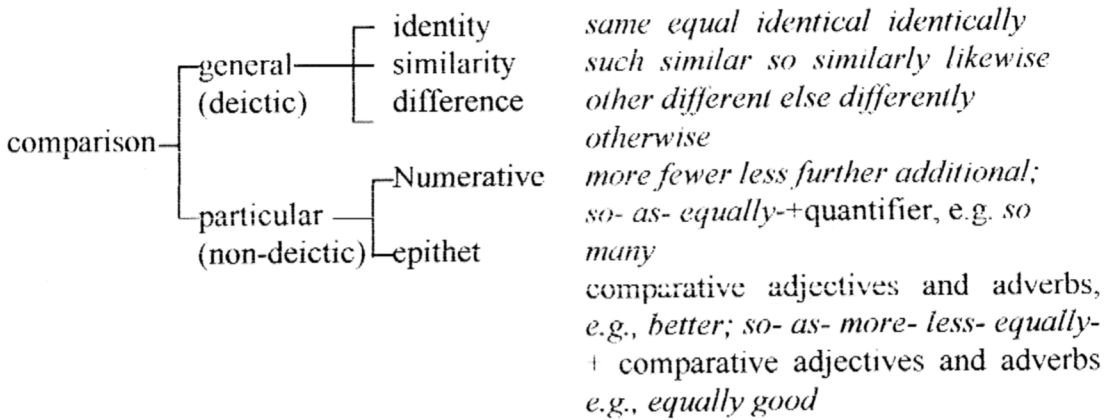 identity same equal identical identically
general similarity such similar so similarly likewise
(deictic) difference other different else differently
comparison otherwise
Numerative more fewer less further additional;
particular so- as- equally-+quantifier, e.g. so
(non-deictic) epithet many
comparative adjectives and adverbs,
e.g., better; so- as- more- less- equally-
+ comparative adjectives and adverbs
e.g., equally good